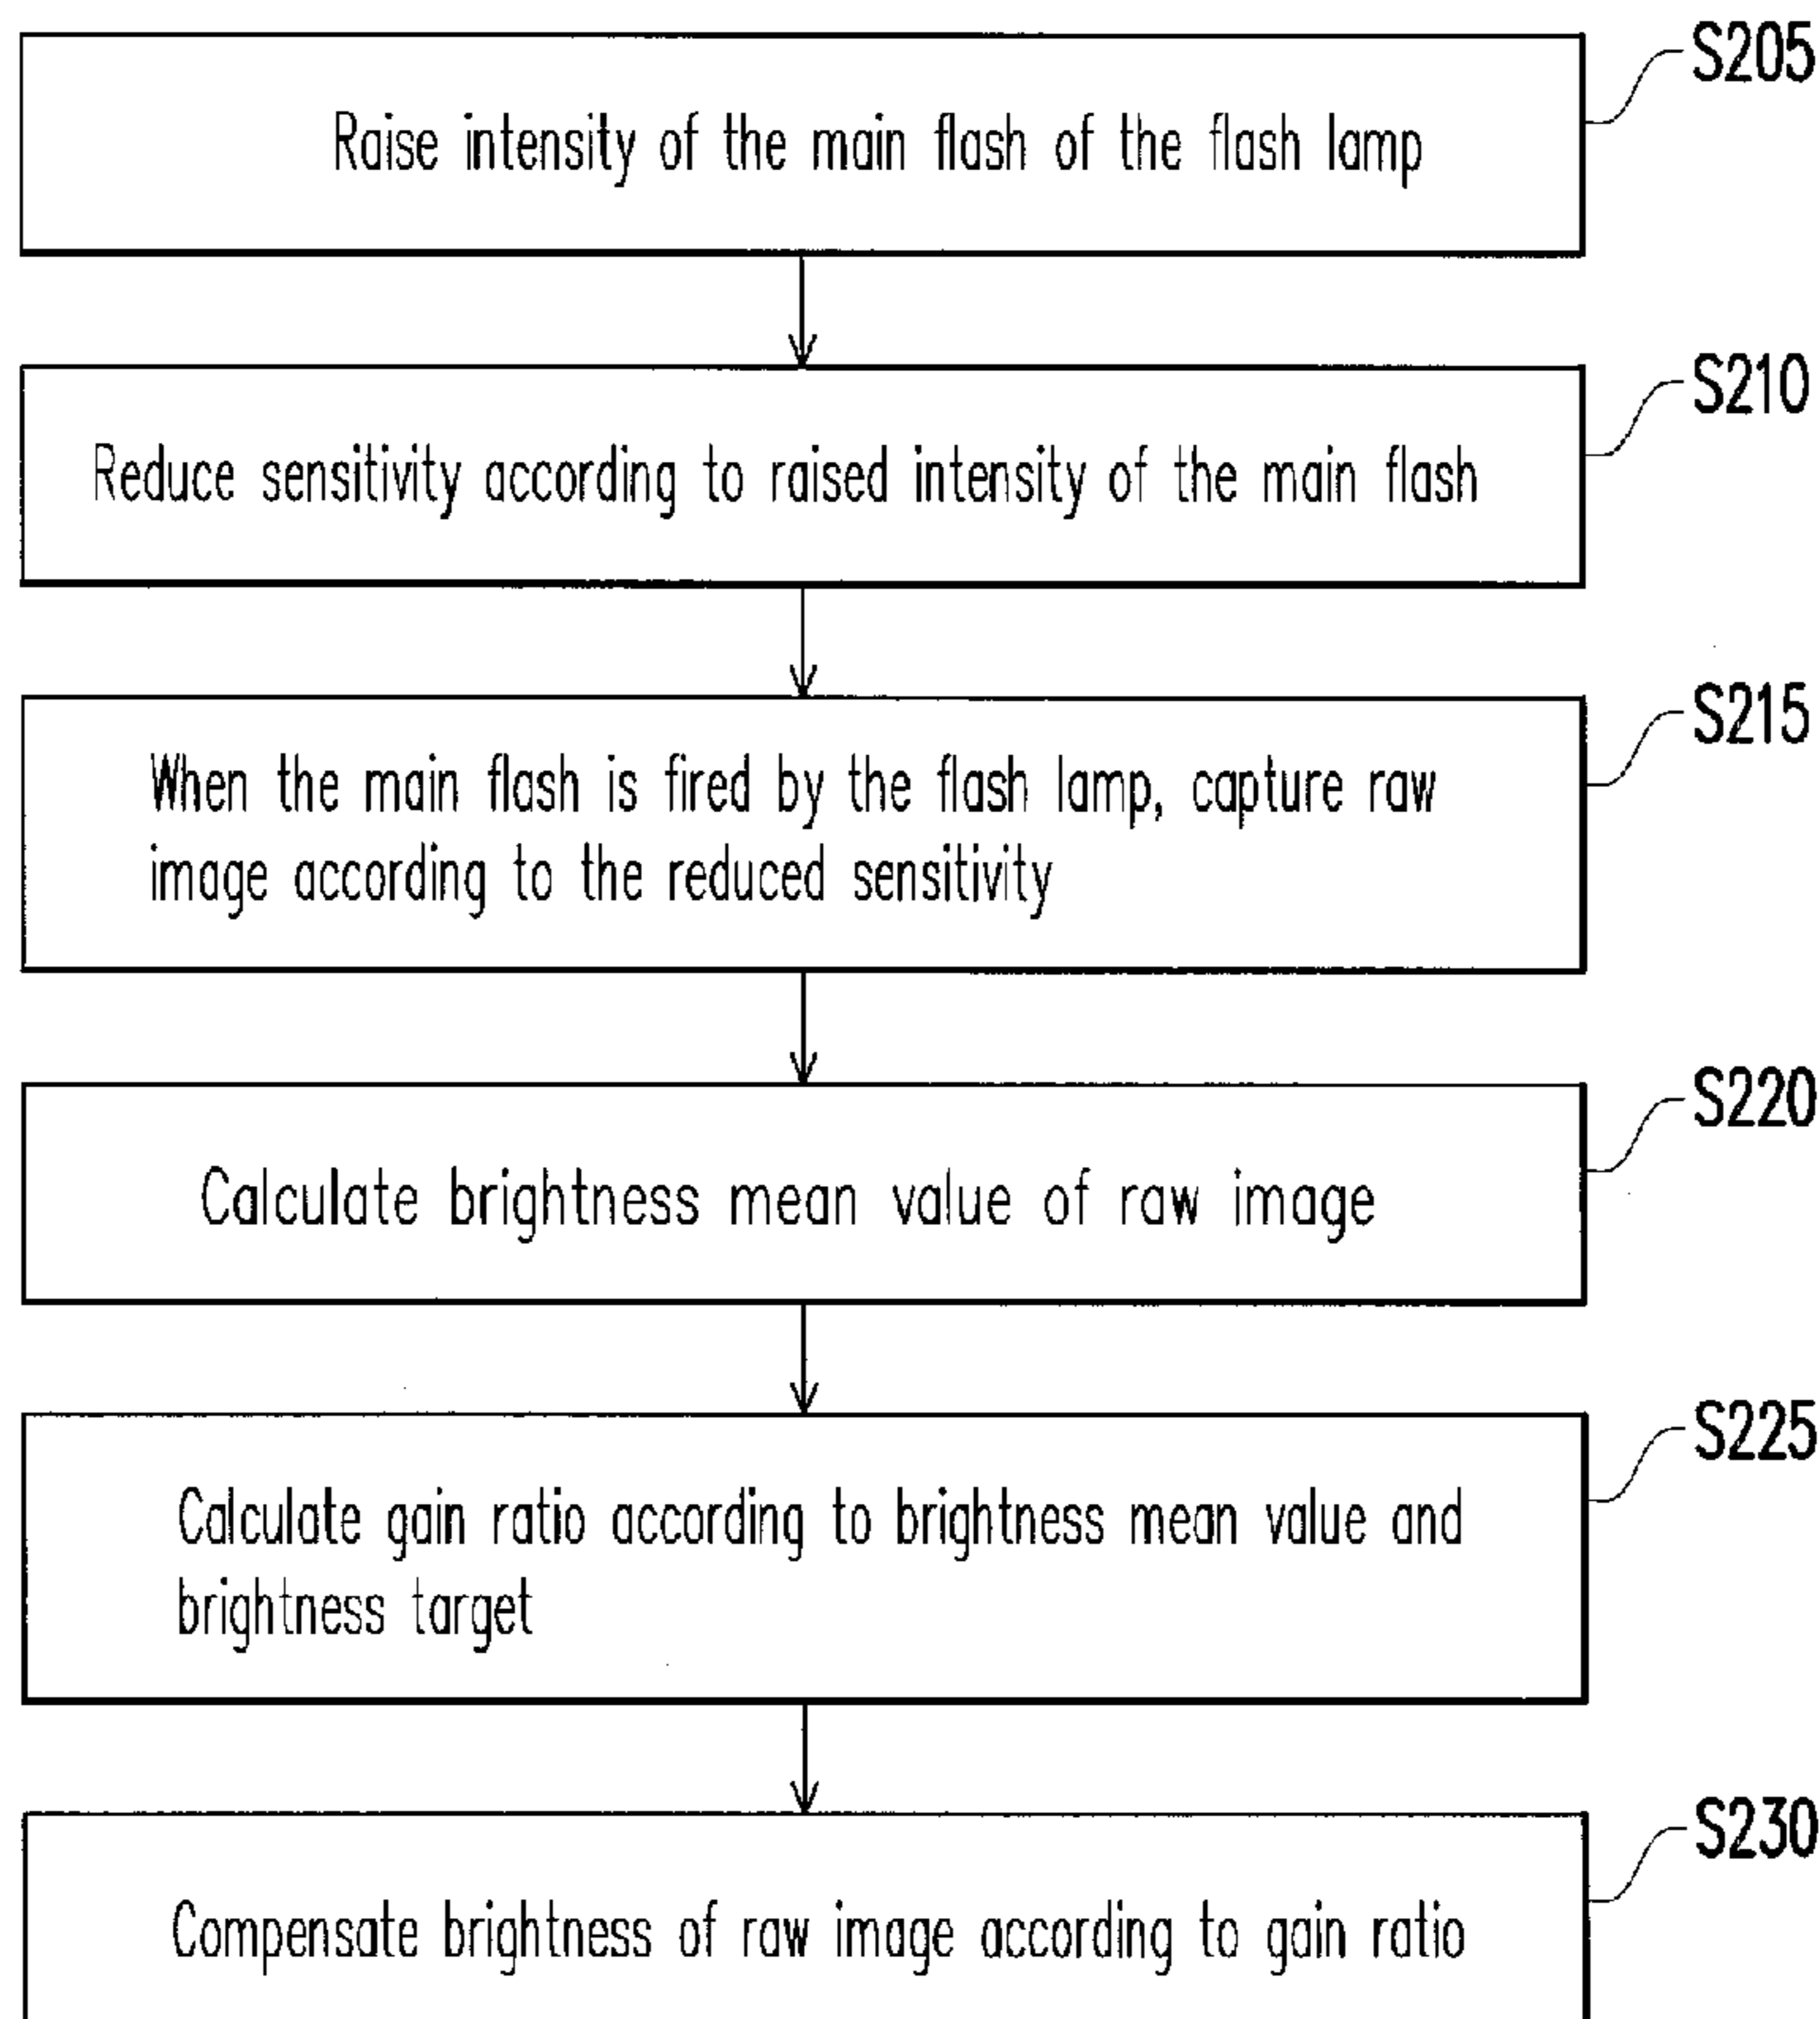 S205
Raise intensity of the main flash of the flash lamp
S210
Reduce sensitivity according to raised intensity of the main flash
S215
When the main flash is fired by the flash lamp, capture raw
image according to the reduced sensitivity
S220
Calculate brightness mean value of raw image
S225
Calculate gain ratio according to brightness mean value and
brightness target
S230
Compensate brightness of raw image according to gain ratio